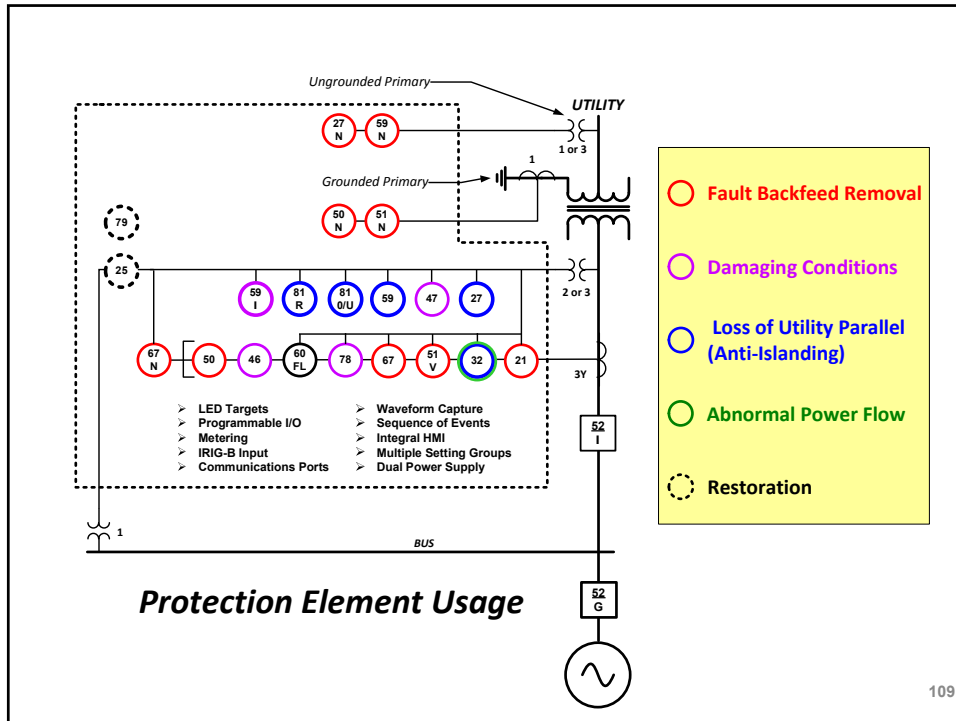 Ungrounded Primary
UTILITY
27
N
59
N
1 or 3
1
Grounded Primary
50
N
51
N
79
25
2 or 3
59
I
81
R
81
0/U
59
47
27
67
N
50
46
60
FL
78
67
51
V
32
21
3Y
➢ LED Targets
➢ Programmable I/O
➢ Metering
➢ IRIG-B Input
➢ Communications Ports
➢ Waveform Capture
➢ Sequence of Events
➢ Integral HMI
➢ Multiple Setting Groups
➢ Dual Power Supply
52
I
1
BUS
Protection Element Usage
52
G
Fault Backfeed Removal
Damaging Conditions
Loss of Utility Parallel
(Anti-Islanding)
Abnormal Power Flow
Restoration
109